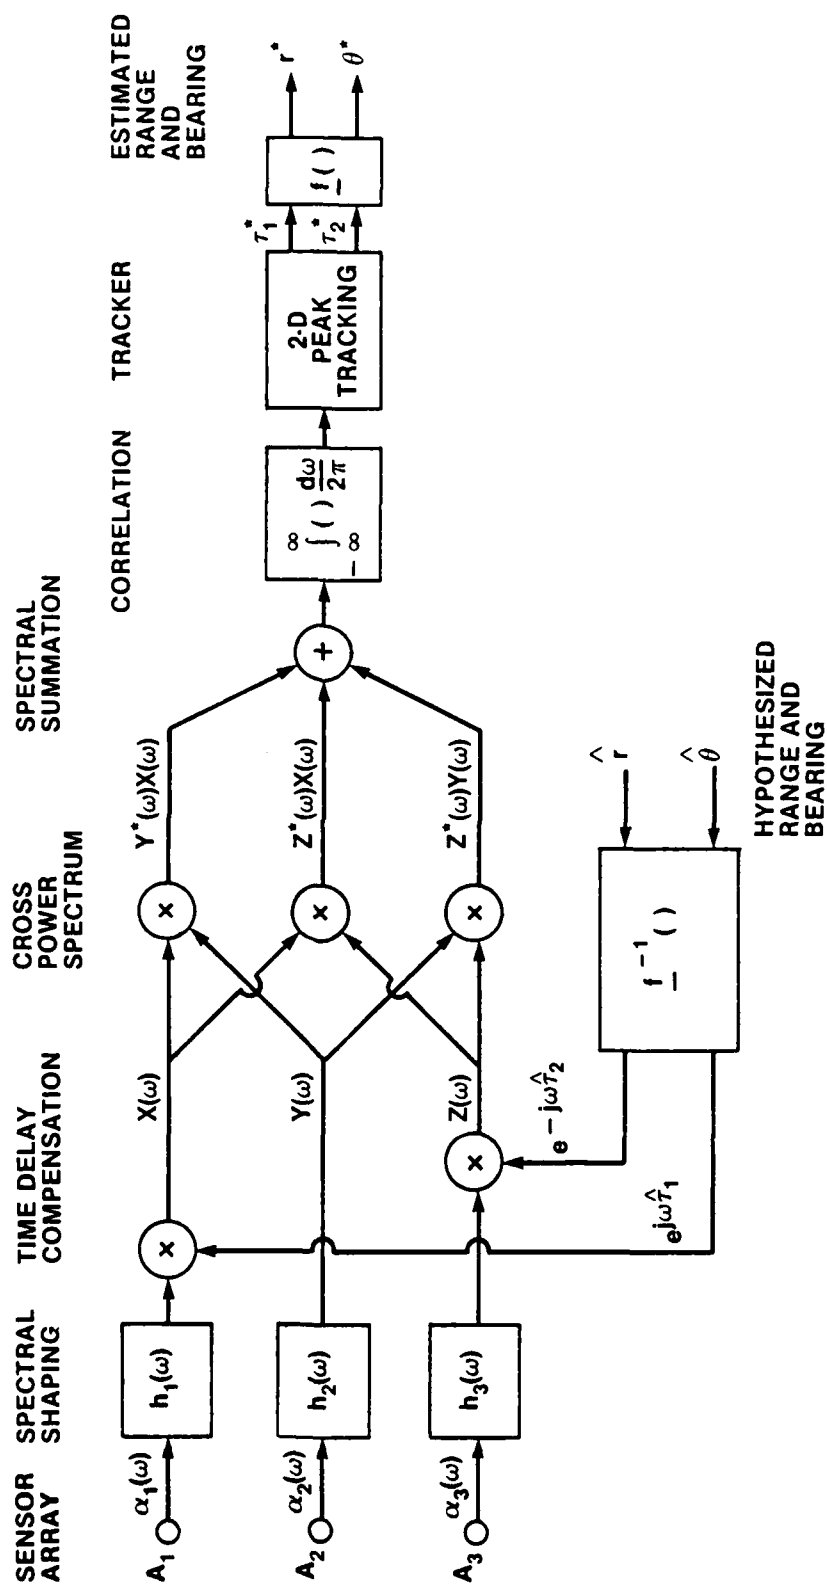 SENSOR
ARRAY
SPECTRAL
SHAPING
TIME DELAY
COMPENSATION
CROSS
POWER
SPECTRUM
SPECTRAL
SUMMATION
CORRELATION
TRACKER
ESTIMATED
RANGE
AND
BEARING
A₁
α₁(ω)
h₁(ω)
×
X(ω)
×
Y*(ω)X(ω)
A₂
α₂(ω)
h₂(ω)
Y(ω)
×
Z*(ω)X(ω)
+
∞
∫ ( ) dω/2π
-∞
2-D
PEAK
TRACKING
τ₁*
τ₂*
f ( )
r*
θ*
A₃
α₃(ω)
h₃(ω)
×
Z(ω)
×
Z*(ω)Y(ω)
e^{-jωτ̂₂}
e^{jωτ̂₁}
f⁻¹ ( )
r̂
θ̂
HYPOTHESIZED
RANGE AND
BEARING